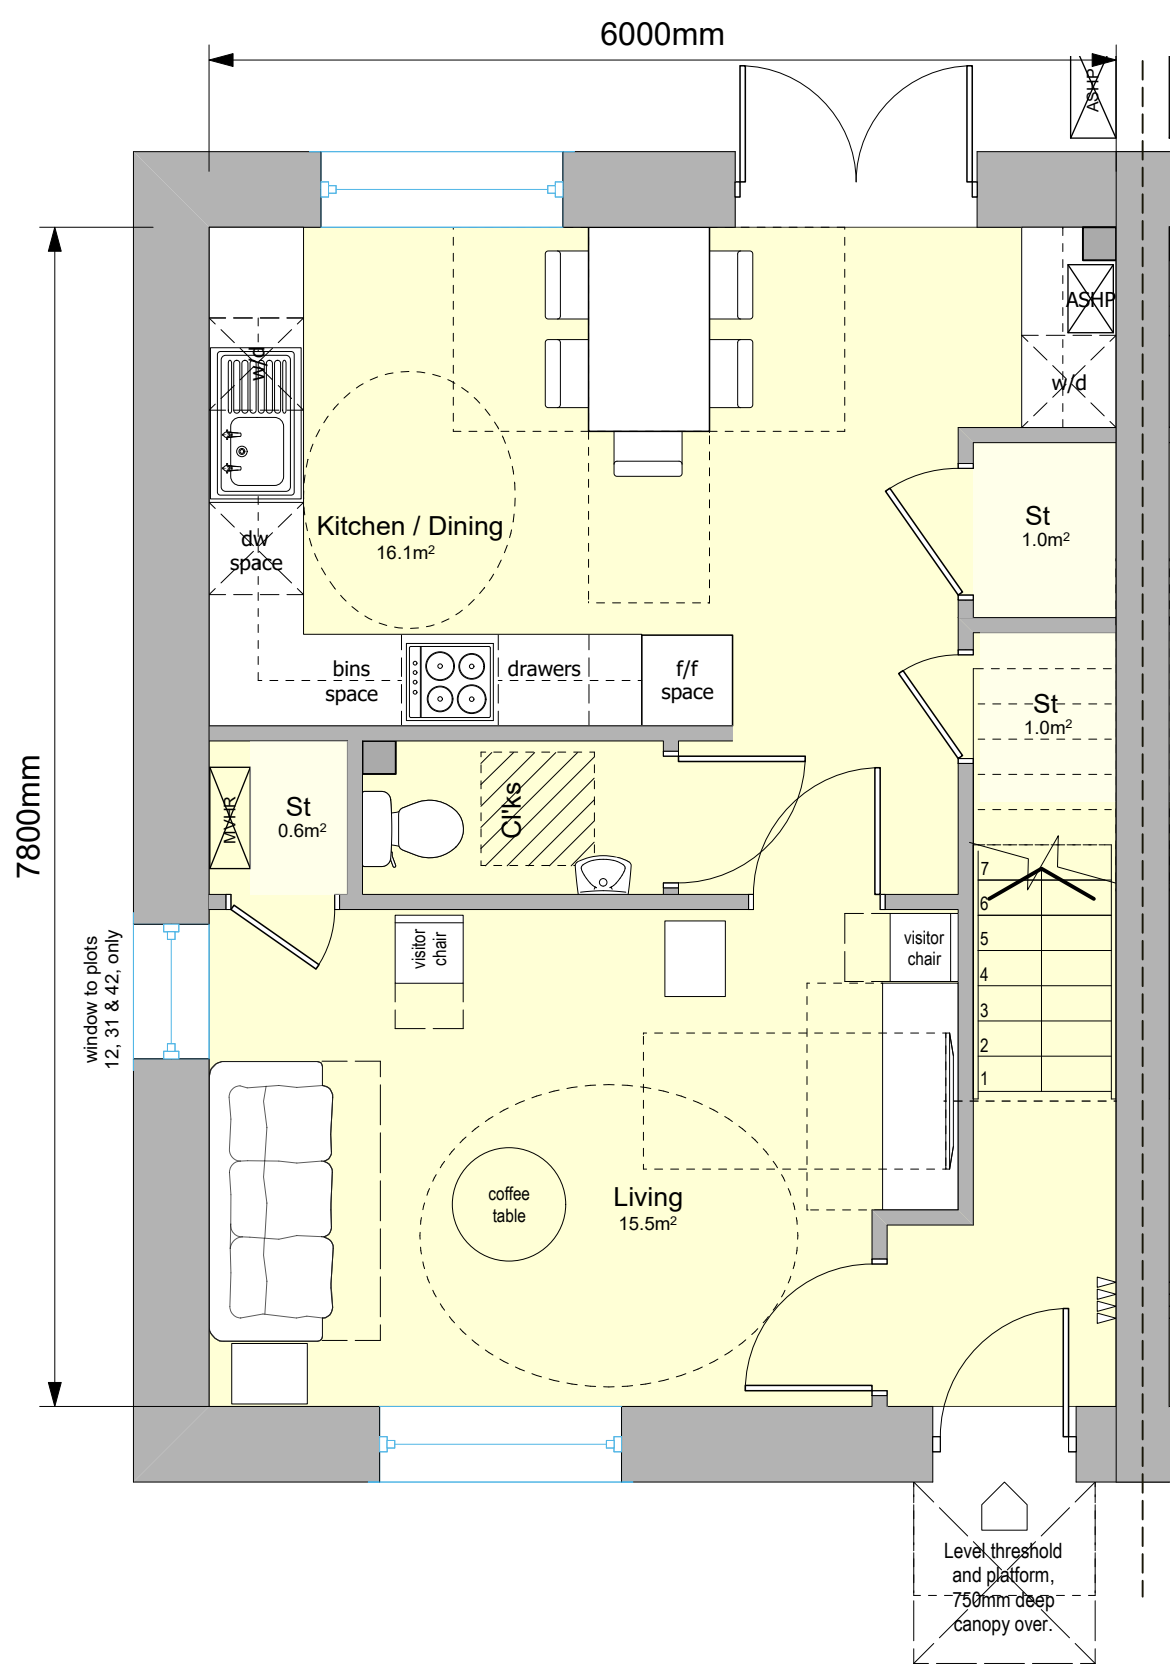 6000mm
ASHP
ASHP
w/d
w/d
Kitchen / Dining
16.1m²
dw
space
St
1.0m²
bins
space
drawers
f/f
space
St
1.0m²
7800mm
MVHR
St
0.6m²
Cl'ks
7
6
5
4
3
2
1
window to plots
12, 31 & 42, only
visitor
chair
visitor
chair
coffee
table
Living
15.5m²
Level threshold
and platform,
750mm deep
canopy over.